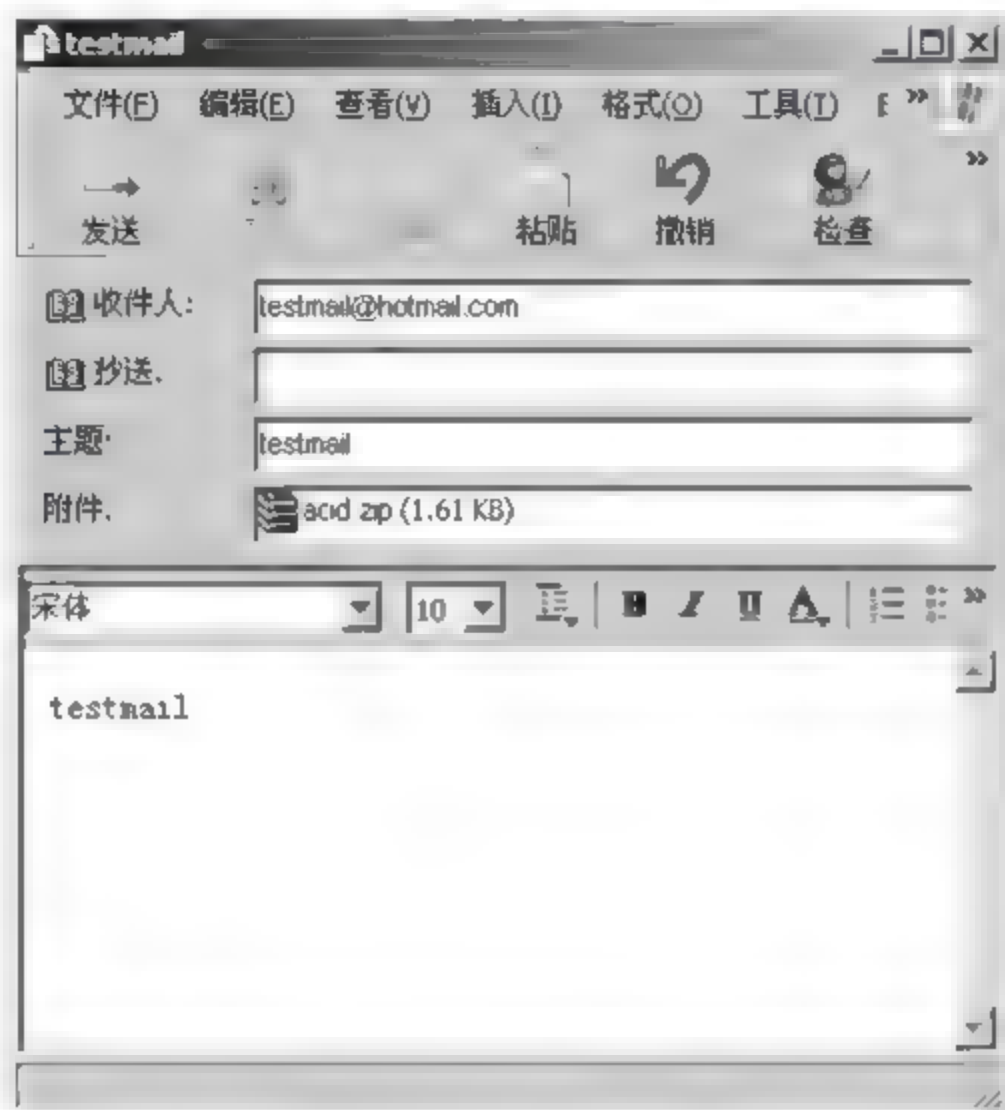 testmail
文件(F) 编辑(E) 查看(V) 插入(I) 格式(O) 工具(T) E »
发送 粘贴 撤销 检查 »
收件人: testmail@hotmail.com
抄送:
主题: testmail
附件: acid zip (1.61 KB)
宋体 10 B I U A »
testmail